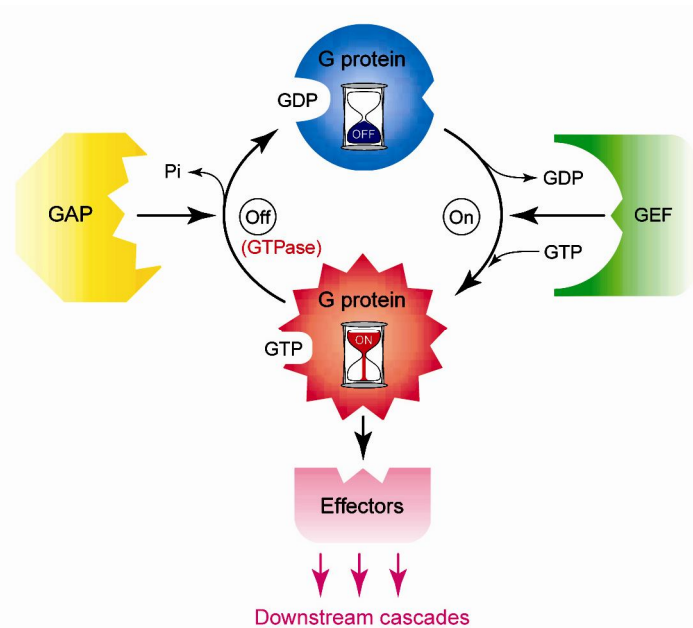 G protein
GDP
OFF
Pi
GDP
GAP
Off
On
GEF
(GTPase)
GTP
G protein
ON
GTP
Effectors
Downstream cascades